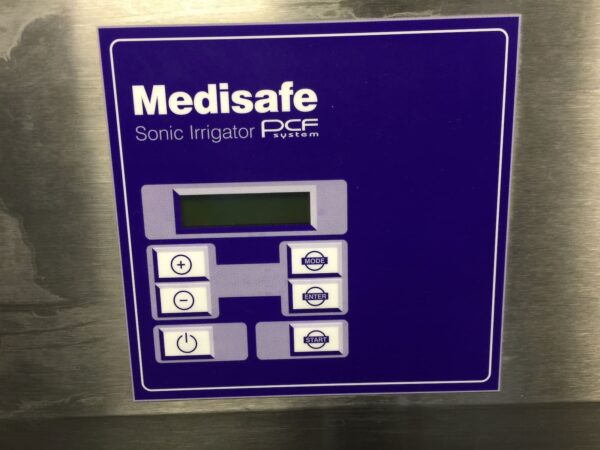 Medisafe
Sonic Irrigator PCF
system
+
MODE
−
ENTER
START